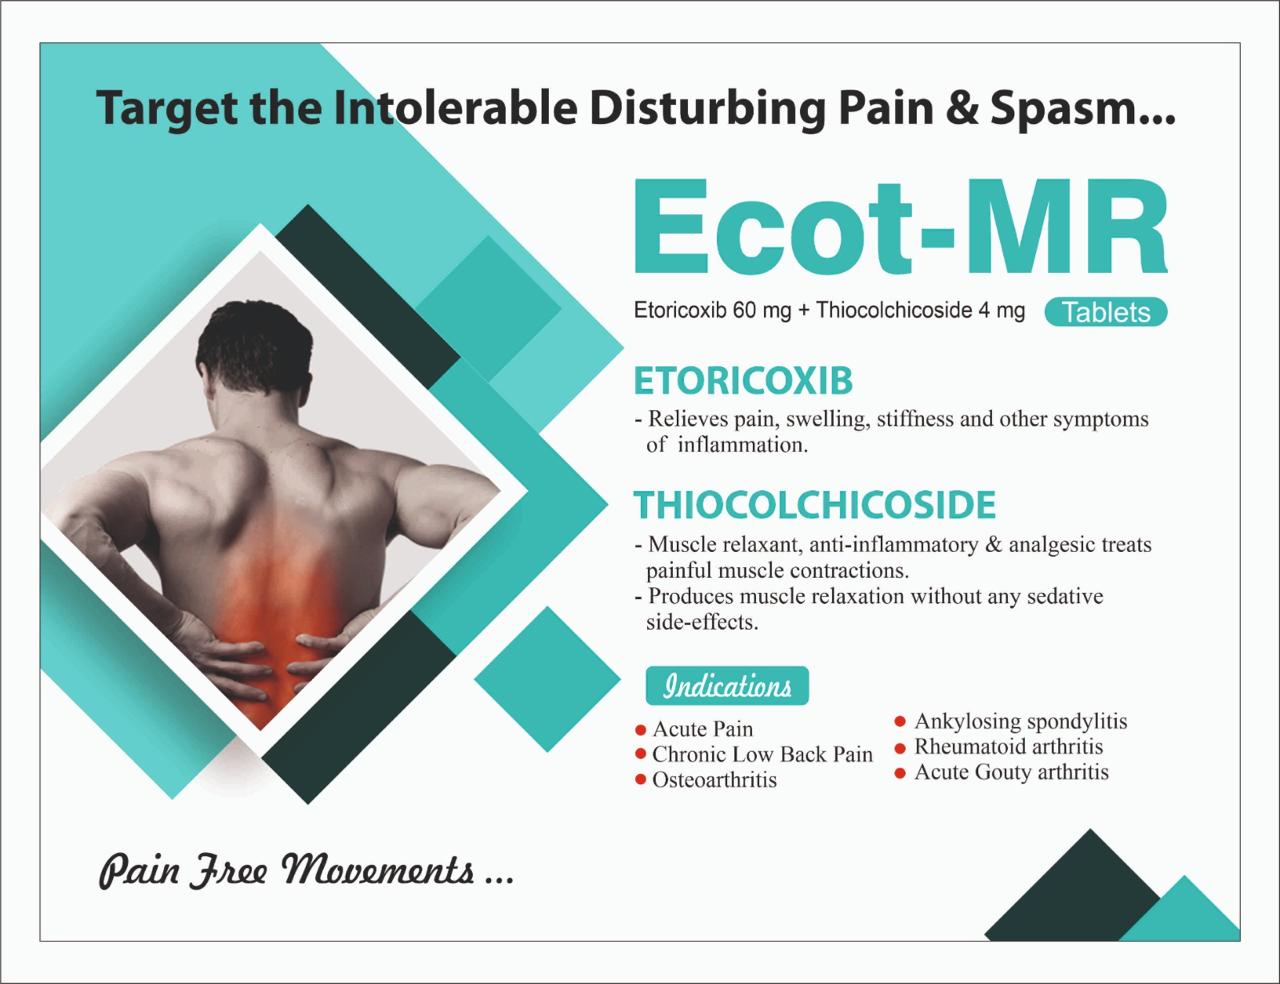 Target the Intolerable Disturbing Pain & Spasm...
Ecot-MR
Etoricoxib 60 mg + Thiocolchicoside 4 mg Tablets
ETORICOXIB
- Relieves pain, swelling, stiffness and other symptoms
of inflammation.
THIOCOLCHICOSIDE
- Muscle relaxant, anti-inflammatory & analgesic treats
painful muscle contractions.
- Produces muscle relaxation without any sedative
side-effects.
Indications
• Acute Pain
• Chronic Low Back Pain
• Osteoarthritis
• Ankylosing spondylitis
• Rheumatoid arthritis
• Acute Gouty arthritis
Pain Free Movements ...